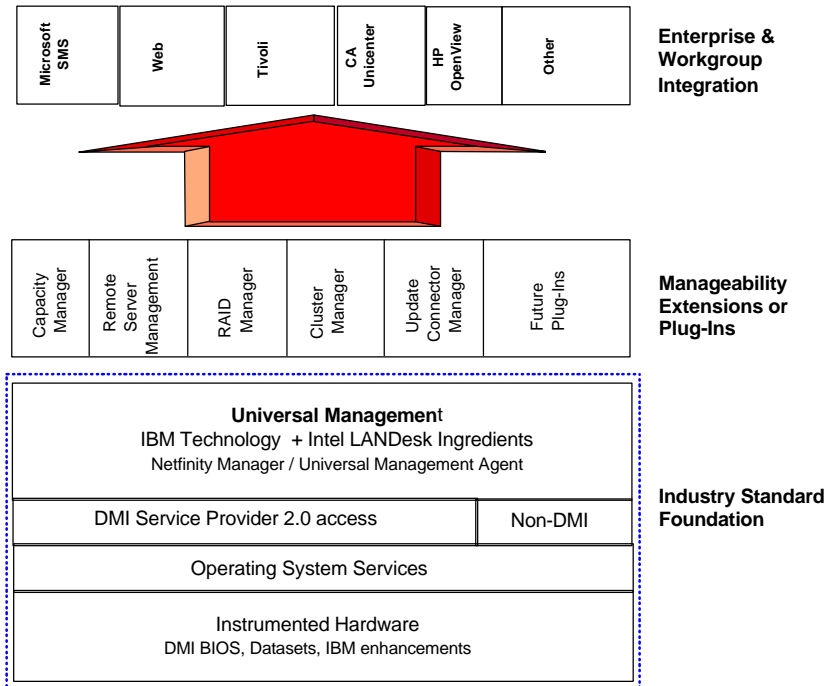 Microsoft
SMS
Web
Tivoli
CA
Unicenter
HP
OpenView
Other
Enterprise &
Workgroup
Integration
Capacity
Manager
Remote
Server
Management
RAID
Manager
Cluster
Manager
Update
Connector
Manager
Future
Plug-Ins
Manageability
Extensions or
Plug-Ins
Universal Management
IBM Technology + Intel LANDesk Ingredients
Netfinity Manager / Universal Management Agent
DMI Service Provider 2.0 access
Non-DMI
Industry Standard
Foundation
Operating System Services
Instrumented Hardware
DMI BIOS, Datasets, IBM enhancements